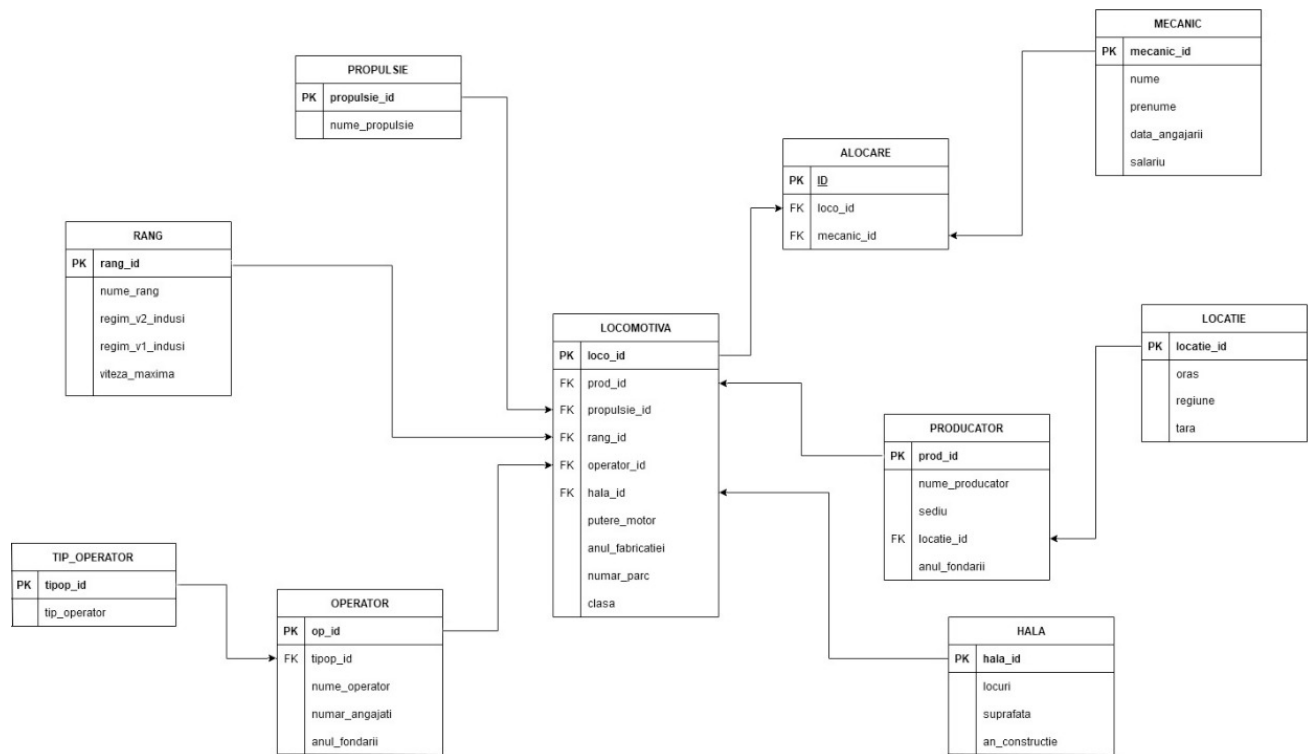 MECANIC
PK mecanic_id
nume
prenume
data_angajarii
salariu
PROPULSIE
PK propulsie_id
nume_propulsie
ALOCARE
PK ID
FK loco_id
FK mecanic_id
RANG
PK rang_id
nume_rang
regim_v2_indusi
regim_v1_indusi
viteza_maxima
LOCOMOTIVA
PK loco_id
FK prod_id
FK propulsie_id
FK rang_id
FK operator_id
FK hala_id
putere_motor
anul_fabricatiei
numar_parc
clasa
LOCATIE
PK locatie_id
oras
regiune
tara
PRODUCATOR
PK prod_id
nume_producator
sediu
FK locatie_id
anul_fondarii
TIP_OPERATOR
PK tipop_id
tip_operator
OPERATOR
PK op_id
FK tipop_id
nume_operator
numar_angajati
anul_fondarii
HALA
PK hala_id
locuri
suprafata
an_constructie